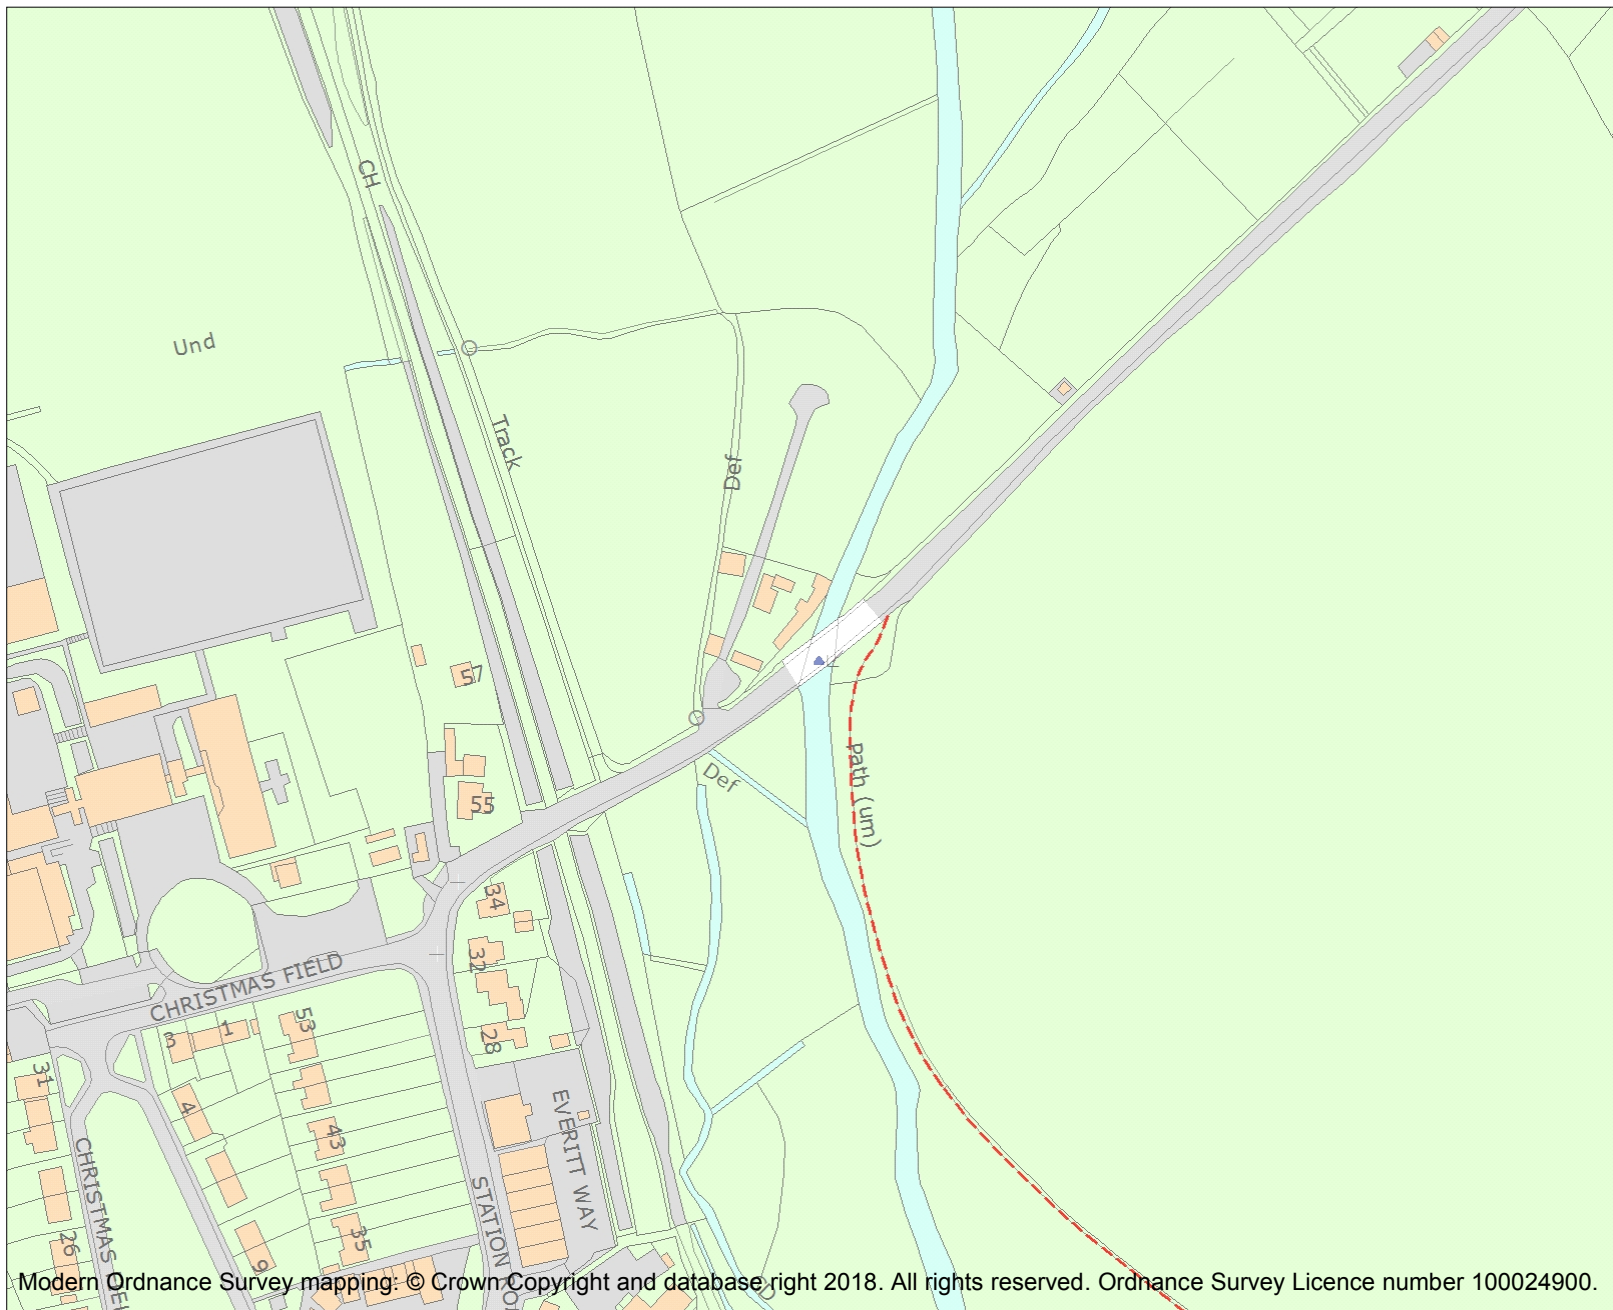 CH
Und
Track
Def
57
Def
Path (um)
55
34
32
CHRISTMAS FIELD
53
1
3
28
31
4
EVERITT WAY
43
CHRISTMAS
STATION
35
26
9
Modern Ordnance Survey mapping: © Crown Copyright and database right 2018. All rights reserved. Ordnance Survey Licence number 100024900.